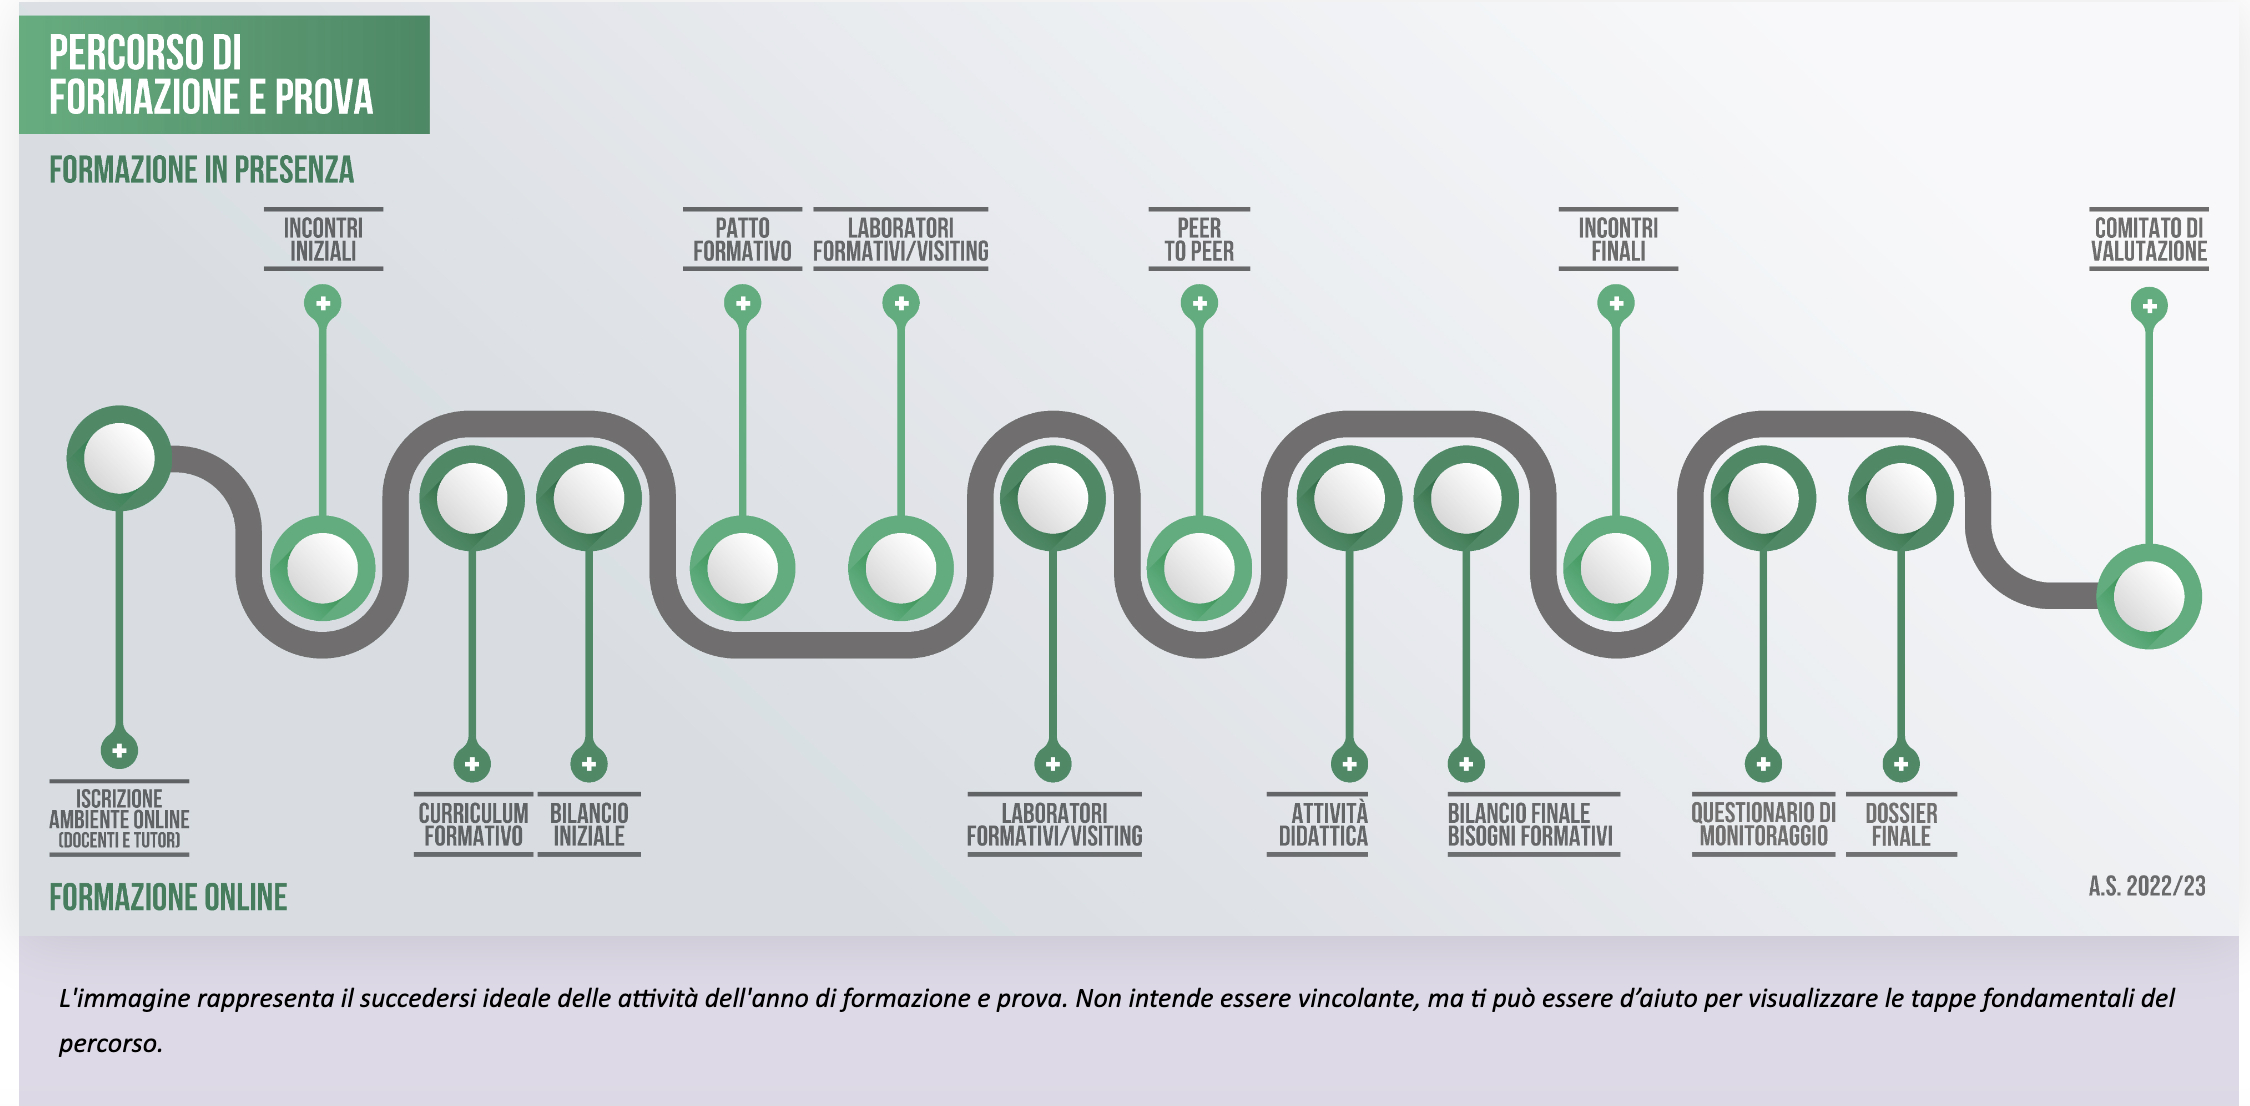 PERCORSO DI
FORMAZIONE E PROVA
FORMAZIONE IN PRESENZA
INCONTRI
INIZIALI
PATTO
FORMATIVO
LABORATORI
FORMATIVI/VISITING
PEER
TO PEER
INCONTRI
FINALI
COMITATO DI
VALUTAZIONE
ISCRIZIONE
AMBIENTE ONLINE
(DOCENTI E TUTOR)
CURRICULUM
FORMATIVO
BILANCIO
INIZIALE
LABORATORI
FORMATIVI/VISITING
ATTIVITÀ
DIDATTICA
BILANCIO FINALE
BISOGNI FORMATIVI
QUESTIONARIO DI
MONITORAGGIO
DOSSIER
FINALE
FORMAZIONE ONLINE
A.S. 2022/23
L'immagine rappresenta il succedersi ideale delle attività dell'anno di formazione e prova. Non intende essere vincolante, ma ti può essere d’aiuto per visualizzare le tappe fondamentali del
percorso.